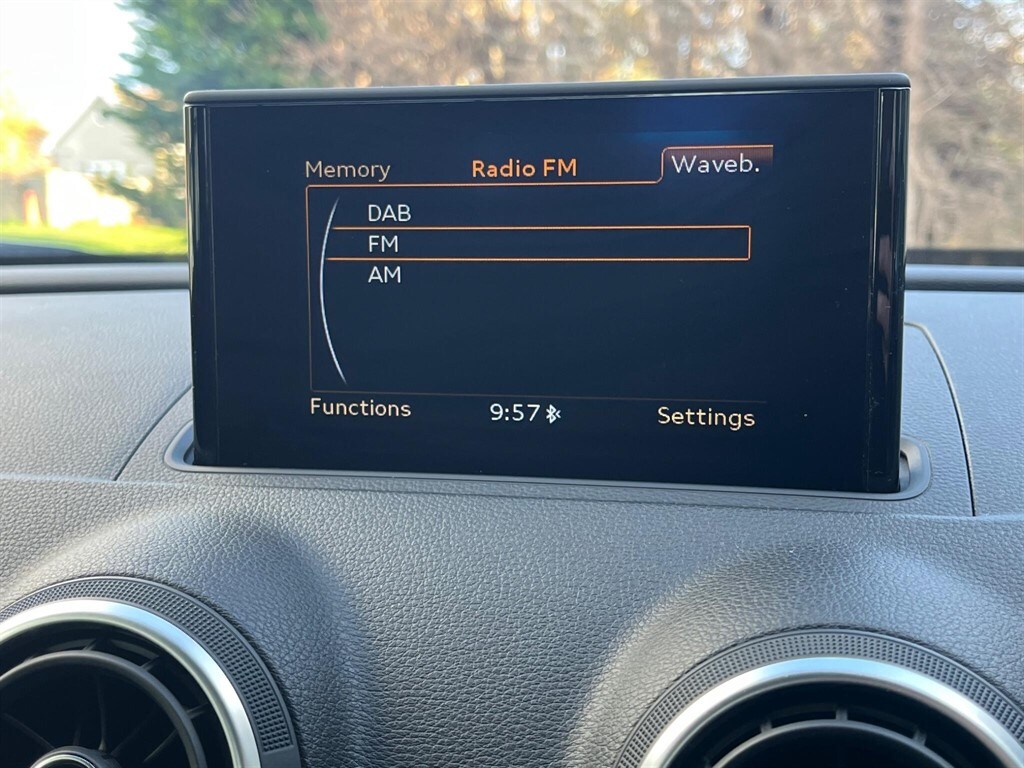 Memory Radio FM Waveb.
DAB
FM
AM
Functions 9:57 Settings